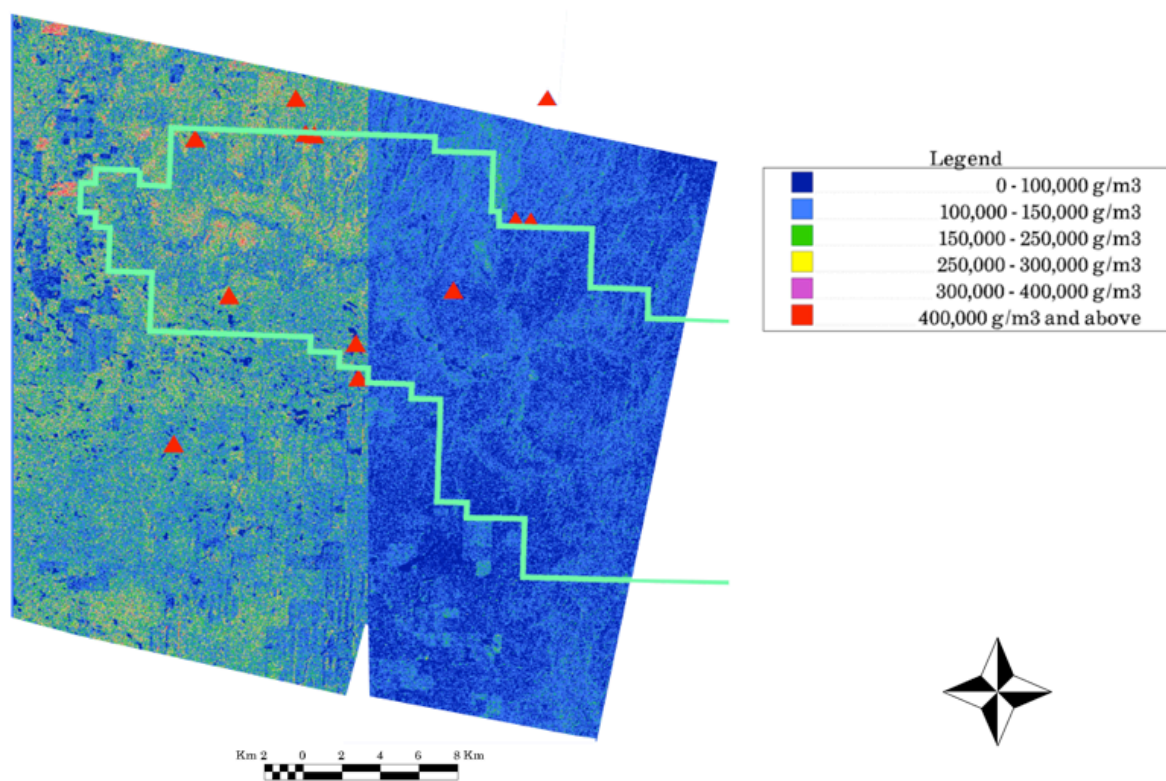 Legend
0 - 100,000 g/m3
100,000 - 150,000 g/m3
150,000 - 250,000 g/m3
250,000 - 300,000 g/m3
300,000 - 400,000 g/m3
400,000 g/m3 and above
Km 2 0 2 4 6 8 Km